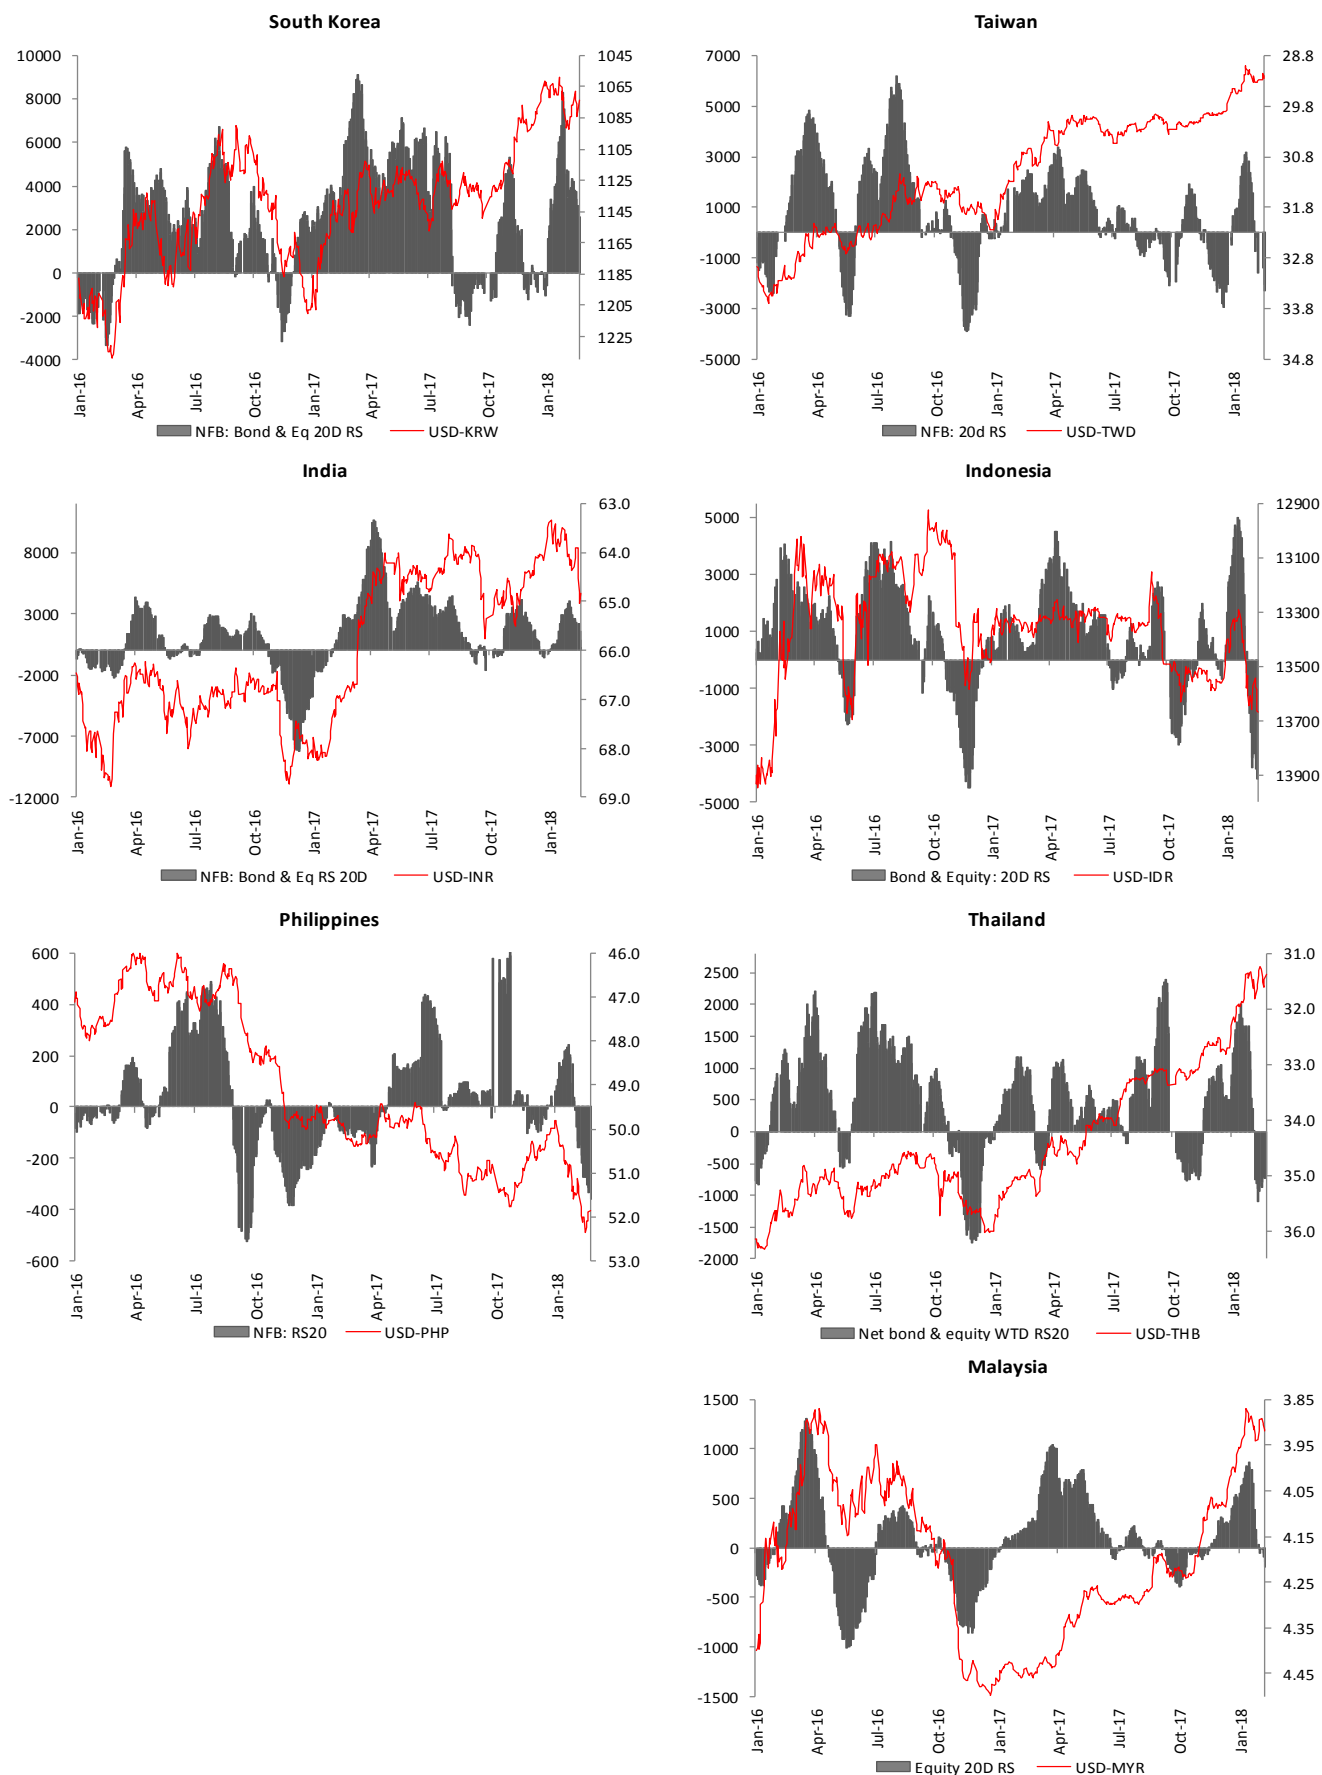 South Korea
10000
8000
6000
4000
2000
0
-2000
-4000
1045
1065
1085
1105
1125
1145
1165
1185
1205
1225
Jan-16
Apr-16
Jul-16
Oct-16
Jan-17
Apr-17
Jul-17
Oct-17
Jan-18
NFB: Bond & Eq 20D RS
USD-KRW
Taiwan
7000
5000
3000
1000
-1000
-3000
-5000
28.8
29.8
30.8
31.8
32.8
33.8
34.8
Jan-16
Apr-16
Jul-16
Oct-16
Jan-17
Apr-17
Jul-17
Oct-17
Jan-18
NFB: 20d RS
USD-TWD
India
8000
3000
-2000
-7000
-12000
63.0
64.0
65.0
66.0
67.0
68.0
69.0
Jan-16
Apr-16
Jul-16
Oct-16
Jan-17
Apr-17
Jul-17
Oct-17
Jan-18
NFB: Bond & Eq RS 20D
USD-INR
Indonesia
5000
3000
1000
-1000
-3000
-5000
12900
13100
13300
13500
13700
13900
Jan-16
Apr-16
Jul-16
Oct-16
Jan-17
Apr-17
Jul-17
Oct-17
Jan-18
Bond & Equity: 20D RS
USD-IDR
Philippines
600
400
200
0
-200
-400
-600
46.0
47.0
48.0
49.0
50.0
51.0
52.0
53.0
Jan-16
Apr-16
Jul-16
Oct-16
Jan-17
Apr-17
Jul-17
Oct-17
Jan-18
NFB: RS20
USD-PHP
Thailand
2500
2000
1500
1000
500
0
-500
-1000
-1500
-2000
31.0
32.0
33.0
34.0
35.0
36.0
Jan-16
Apr-16
Jul-16
Oct-16
Jan-17
Apr-17
Jul-17
Oct-17
Jan-18
Net bond & equity WTD RS20
USD-THB
Malaysia
1500
1000
500
0
-500
-1000
-1500
3.85
3.95
4.05
4.15
4.25
4.35
4.45
Jan-16
Apr-16
Jul-16
Oct-16
Jan-17
Apr-17
Jul-17
Oct-17
Jan-18
Equity 20D RS
USD-MYR